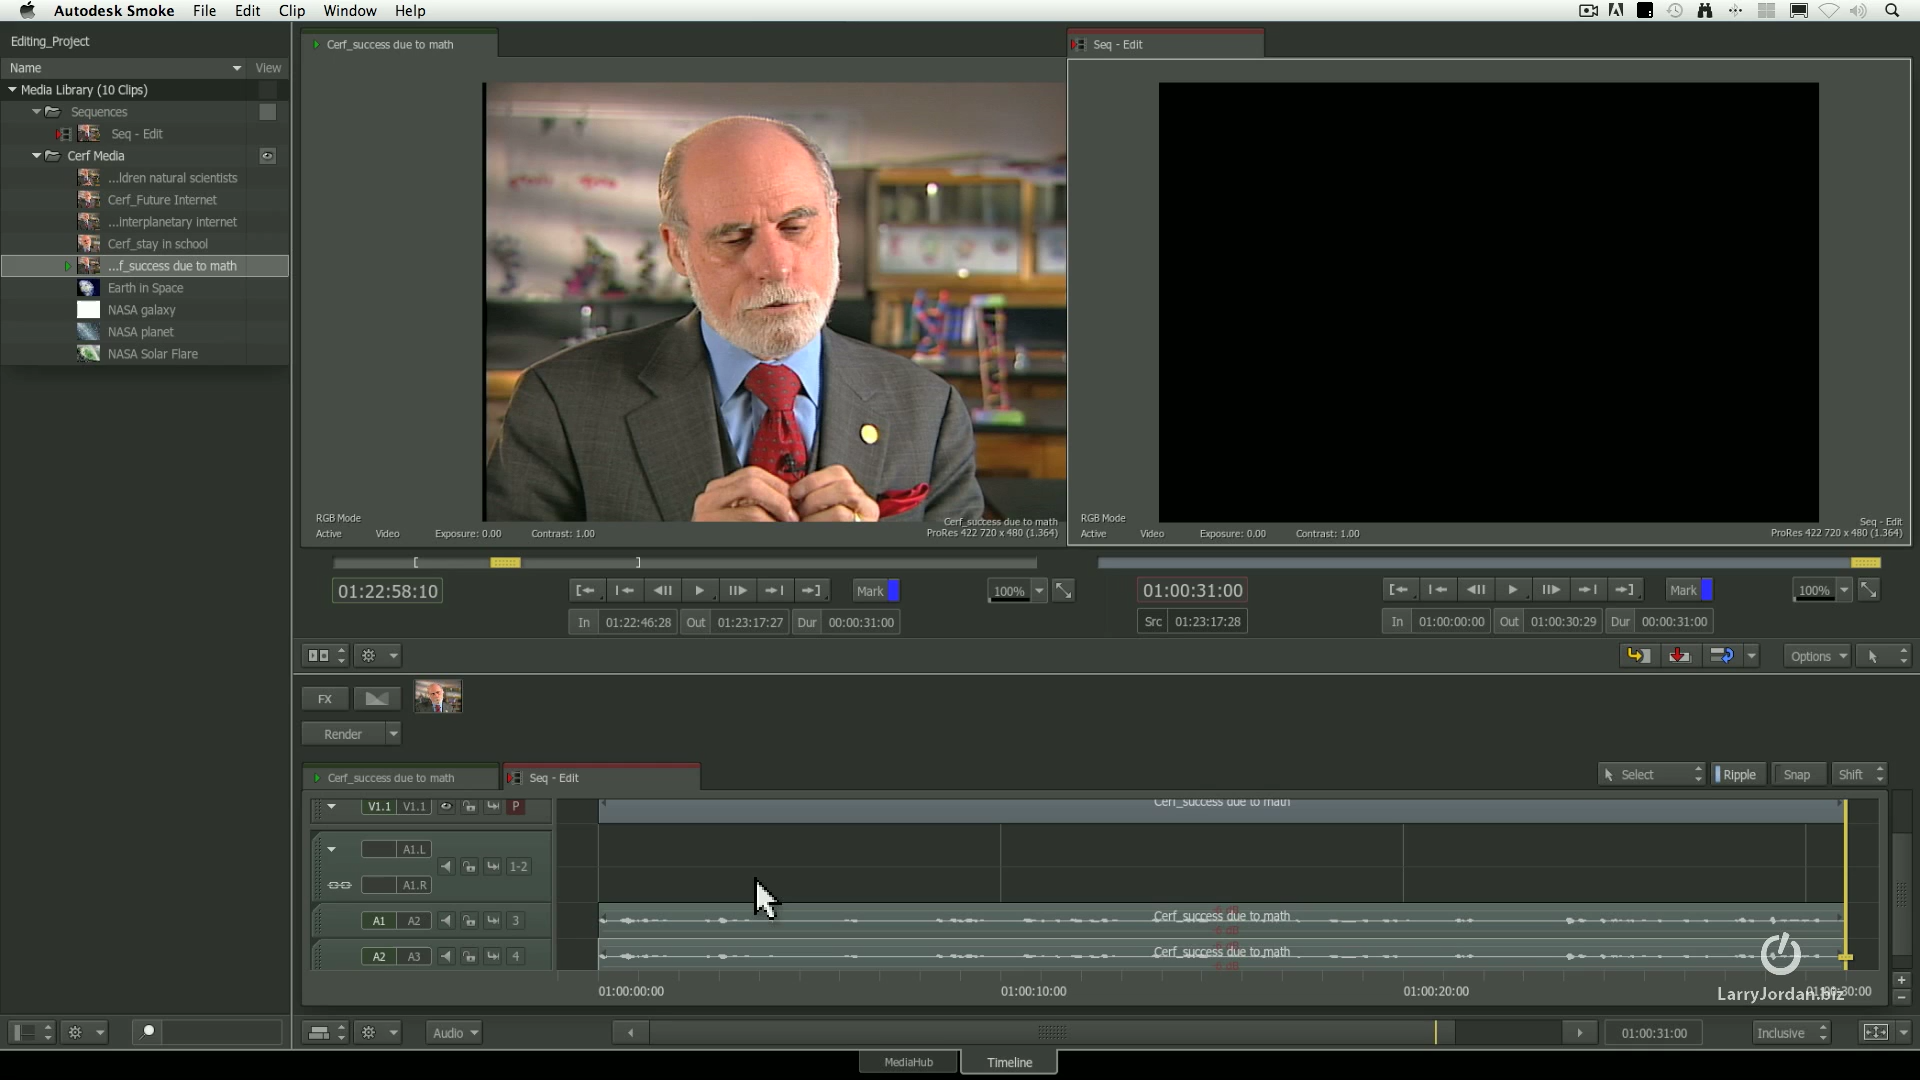 Autodesk Smoke File Edit Clip Window Help
Editing_Project
Name View
Media Library (10 Clips)
Sequences
Seq - Edit
Cerf Media
...ldren natural scientists
Cerf_Future Internet
...interplanetary internet
Cerf_stay in school
...f_success due to math
Earth in Space
NASA galaxy
NASA planet
NASA Solar Flare
Cerf_success due to math
RGB Mode
Active Video Exposure: 0.00 Contrast: 1.00
Cerf_success due to math
ProRes 422 720 x 480 (1.364)
01:22:58:10
Mark
100%
In 01:22:46:28 Out 01:23:17:27 Dur 00:00:31:00
Seq - Edit
RGB Mode
Active Video Exposure: 0.00 Contrast: 1.00
Seq - Edit
ProRes 422 720 x 480 (1.364)
01:00:31:00
Mark
100%
Src 01:23:17:28
In 01:00:00:00 Out 01:00:30:29 Dur 00:00:31:00
Options
FX
Render
Cerf_success due to math Seq - Edit
Select Ripple Snap Shift
V1.1 V1.1 P
Cerf_success due to math
A1.L
1-2
A1.R
A1 A2 3
Cerf_success due to math
A2 A3 4
Cerf_success due to math
01:00:00:00 01:00:10:00 01:00:20:00 01:00:30:00
LarryJordan.biz
Audio
01:00:31:00
Inclusive
MediaHub Timeline